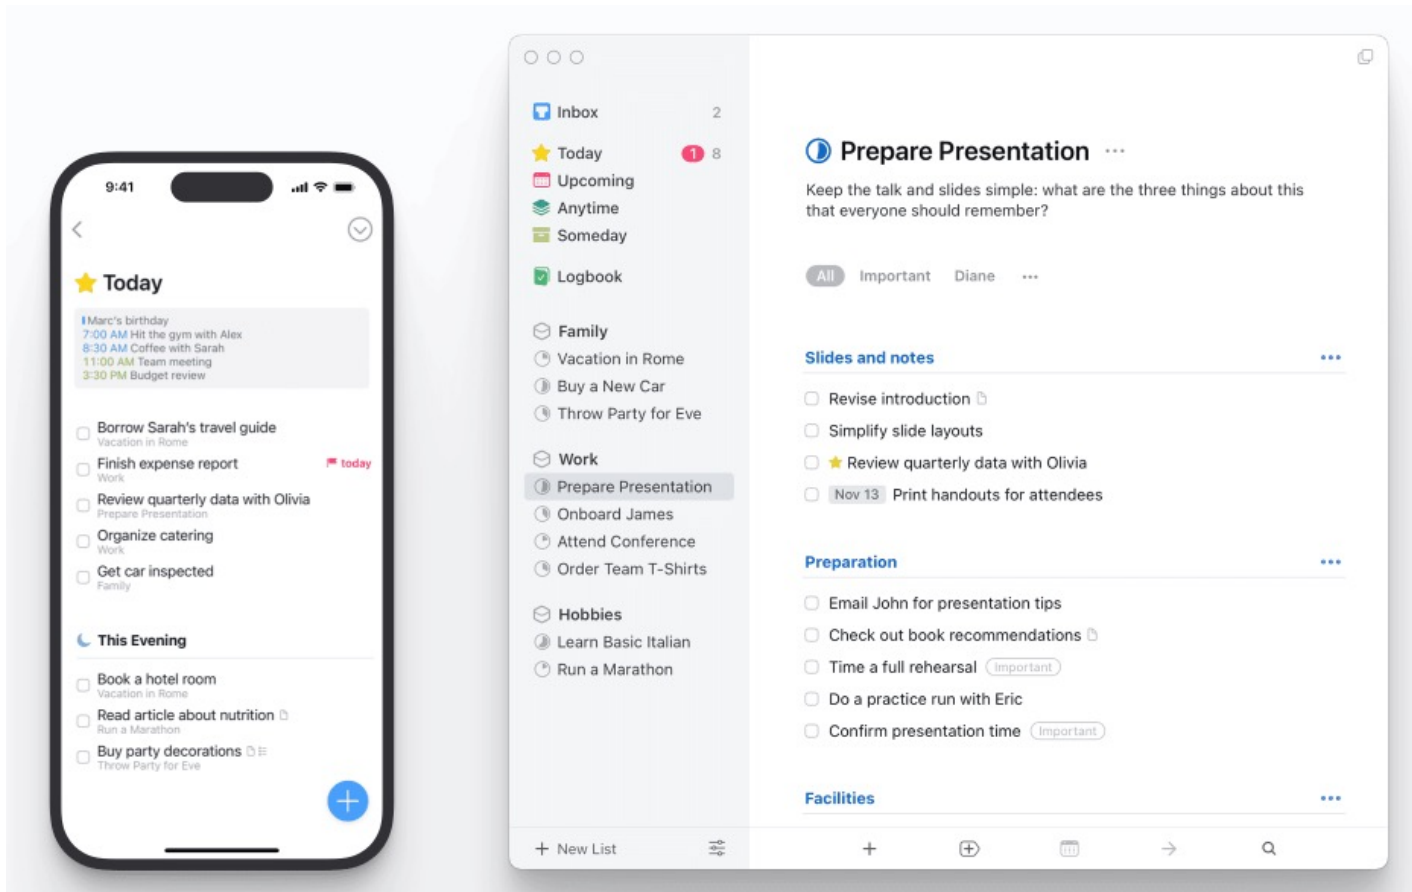 9:41
Today
Marc's birthday
7:00 AM Hit the gym with Alex
8:30 AM Coffee with Sarah
11:00 AM Team meeting
3:30 PM Budget review
Borrow Sarah's travel guide
Vacation in Rome
Finish expense report today
Work
Review quarterly data with Olivia
Prepare Presentation
Organize catering
Work
Get car inspected
Family
This Evening
Book a hotel room
Vacation in Rome
Read article about nutrition
Run a Marathon
Buy party decorations
Throw Party for Eve
Inbox 2
Today 1 8
Upcoming
Anytime
Someday
Logbook
Family
Vacation in Rome
Buy a New Car
Throw Party for Eve
Work
Prepare Presentation
Onboard James
Attend Conference
Order Team T-Shirts
Hobbies
Learn Basic Italian
Run a Marathon
+ New List
Prepare Presentation ...
Keep the talk and slides simple: what are the three things about this
that everyone should remember?
All Important Diane ...
Slides and notes ...
Revise introduction
Simplify slide layouts
Review quarterly data with Olivia
Nov 13 Print handouts for attendees
Preparation ...
Email John for presentation tips
Check out book recommendations
Time a full rehearsal Important
Do a practice run with Eric
Confirm presentation time Important
Facilities ...